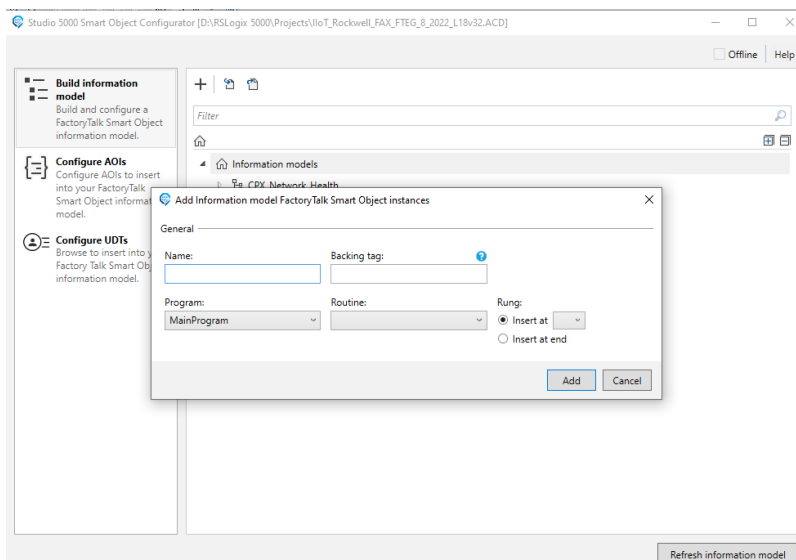 Studio 5000 Smart Object Configurator [D:\RSLogix 5000\Projects\IIoT_Rockwell_FAX_FTEG_8_2022_L18v32.ACD]
Offline
Help
Build information
model
Build and configure a
FactoryTalk Smart Object
information model.
Configure AOIs
Configure AOIs to insert
into your FactoryTalk
Smart Object informat
model.
Configure UDTs
Browse to insert into y
Factory Talk Smart Obj
information model.
Filter
Information models
CPX_Network_Health
Add Information model FactoryTalk Smart Object instances
General
Name:
Backing tag:
Program:
Routine:
Rung:
MainProgram
Insert at
Insert at end
Add
Cancel
Refresh information model